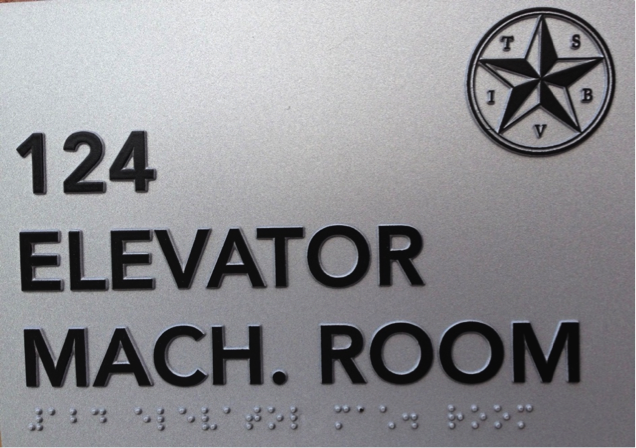 T S B V I
124
ELEVATOR
MACH. ROOM